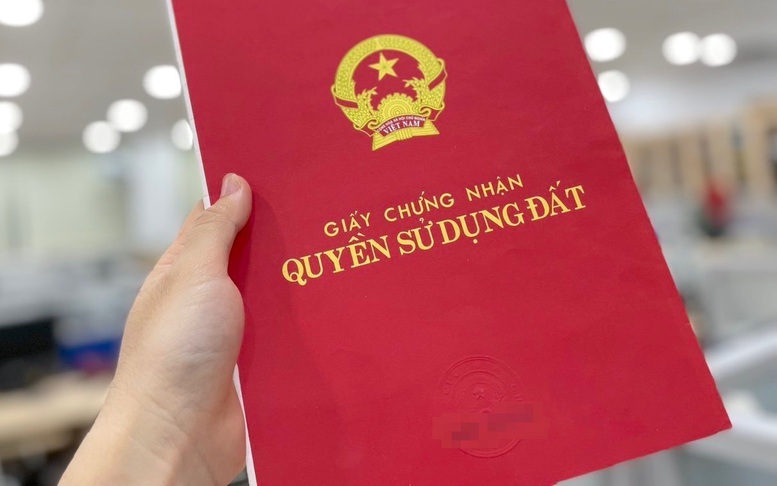 VIỆT NAM
GIẤY CHỨNG NHẬN
QUYỀN SỬ DỤNG ĐẤT